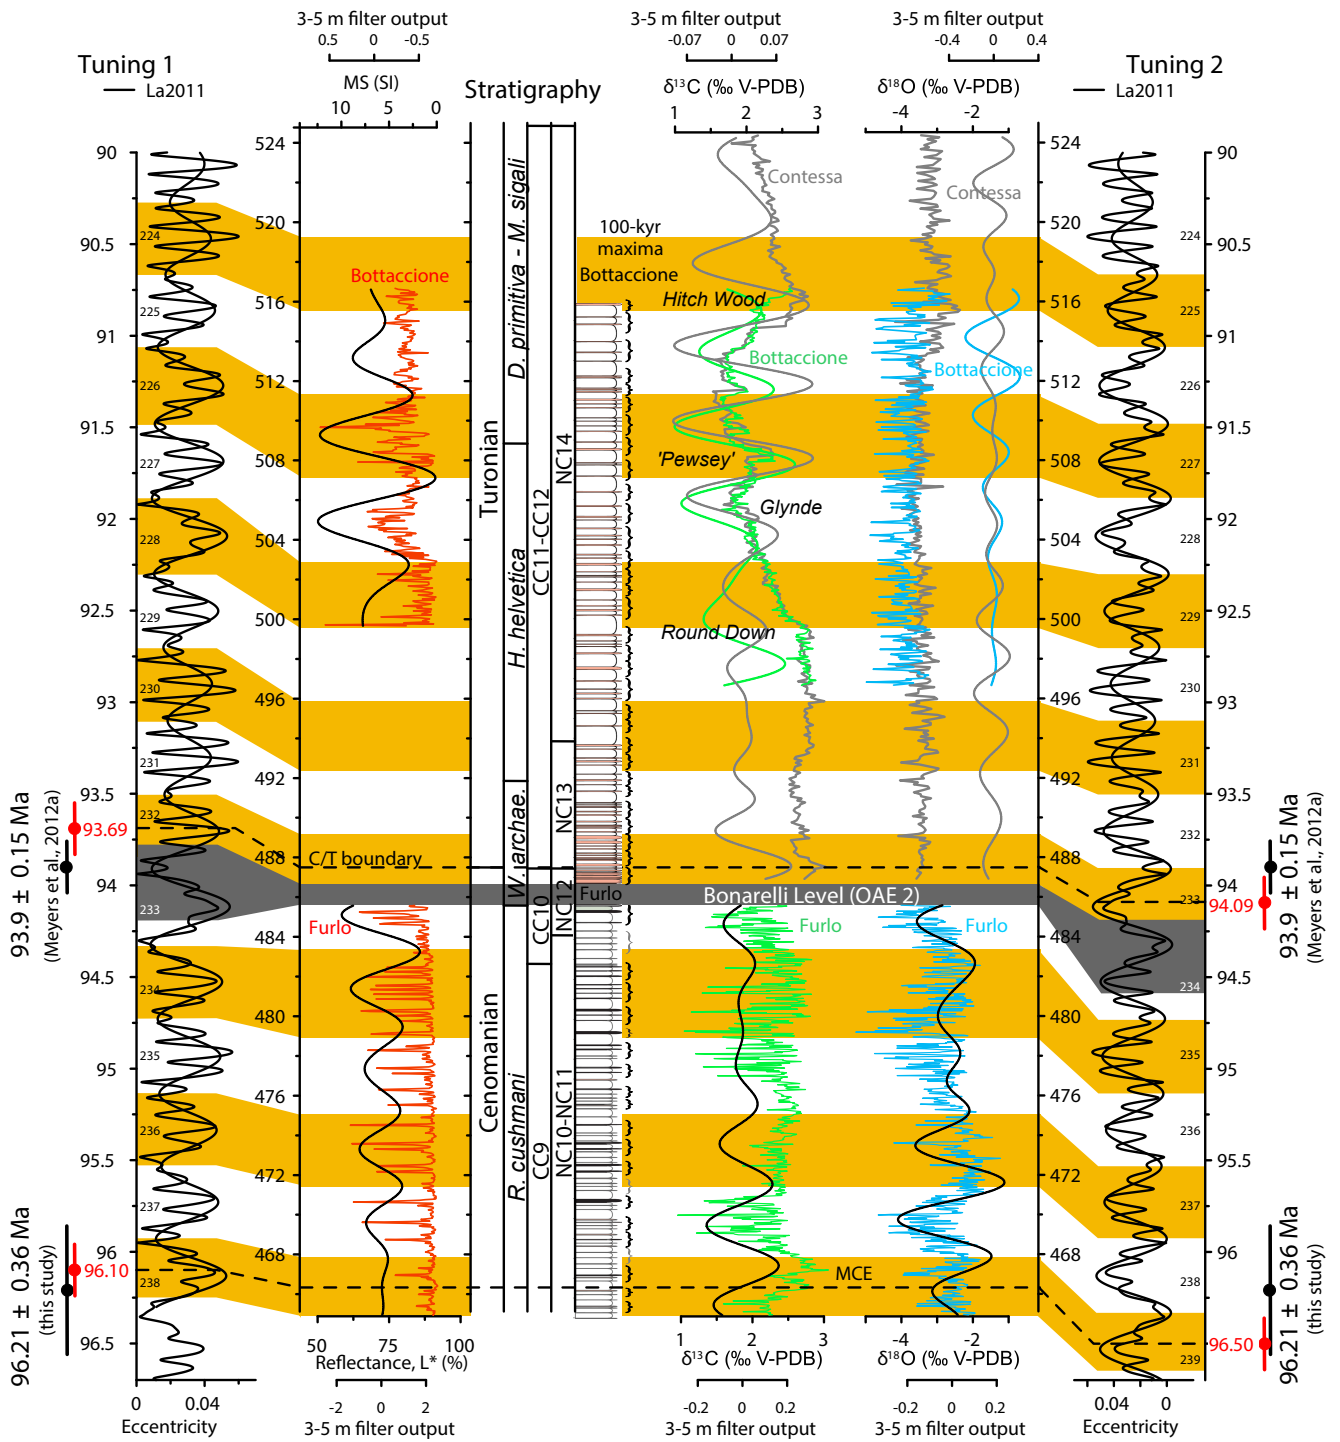 3-5 m filter output
0.5 0 -0.5
3-5 m filter output
-0.07 0 0.07
3-5 m filter output
-0.4 0 0.4
Tuning 1
La2011
MS (SI)
10 5 0
Stratigraphy
δ13C (‰ V-PDB)
1 2 3
δ18O (‰ V-PDB)
-4 -2
Tuning 2
La2011
90
90.5
91
91.5
92
92.5
93
93.5
94
94.5
95
95.5
96
96.5
224
225
226
227
228
229
230
231
232
233
234
235
236
237
238
93.9 ± 0.15 Ma
(Meyers et al., 2012a)
93.69
96.21 ± 0.36 Ma
(this study)
96.10
0 0.04
Eccentricity
524
520
516
512
508
504
500
496
492
488
484
480
476
472
468
Bottaccione
C/T boundary
Furlo
50 75 100
Reflectance, L* (%)
-2 0 2
3-5 m filter output
Turonian
Cenomanian
D. primitiva - M. sigali
H. helvetica
W. archae.
R. cushmani
CC11-CC12
CC10
CC9
NC14
NC13
NC12
NC10-NC11
Furlo
Bonarelli Level (OAE 2)
100-kyr
maxima
Bottaccione
Contessa
Hitch Wood
Bottaccione
'Pewsey'
Glynde
Round Down
Furlo
MCE
1 2 3
δ13C (‰ V-PDB)
-0.2 0 0.2
3-5 m filter output
Contessa
Bottaccione
Furlo
-4 -2
δ18O (‰ V-PDB)
-0.2 0 0.2
3-5 m filter output
524
520
516
512
508
504
500
496
492
488
484
480
476
472
468
224
225
226
227
228
229
230
231
232
233
234
235
236
237
238
239
90
90.5
91
91.5
92
92.5
93
93.5
94
94.5
95
95.5
96
94.09
93.9 ± 0.15 Ma
(Meyers et al., 2012a)
96.50
96.21 ± 0.36 Ma
(this study)
0.04 0
Eccentricity